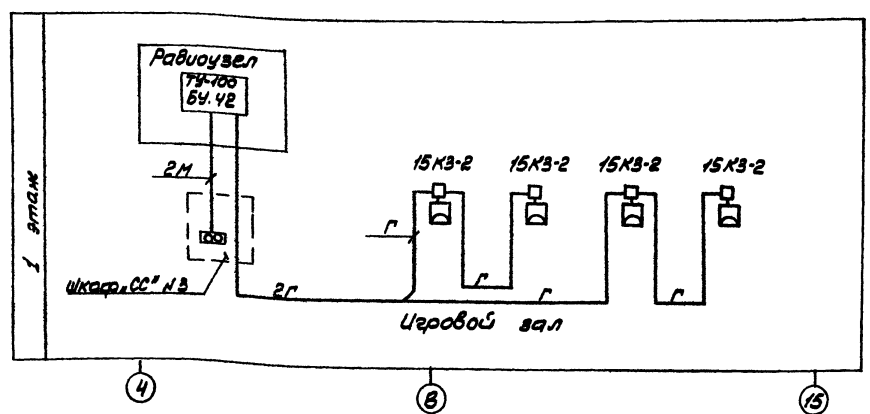 Радиоузел
ТУ-100
БУ.42
2М
15КЗ-2
15КЗ-2
15КЗ-2
15КЗ-2
1 этаж
Г
Шкаф „СС" N3
2Г
Г
Г
Г
Игровой зал
4
8
15